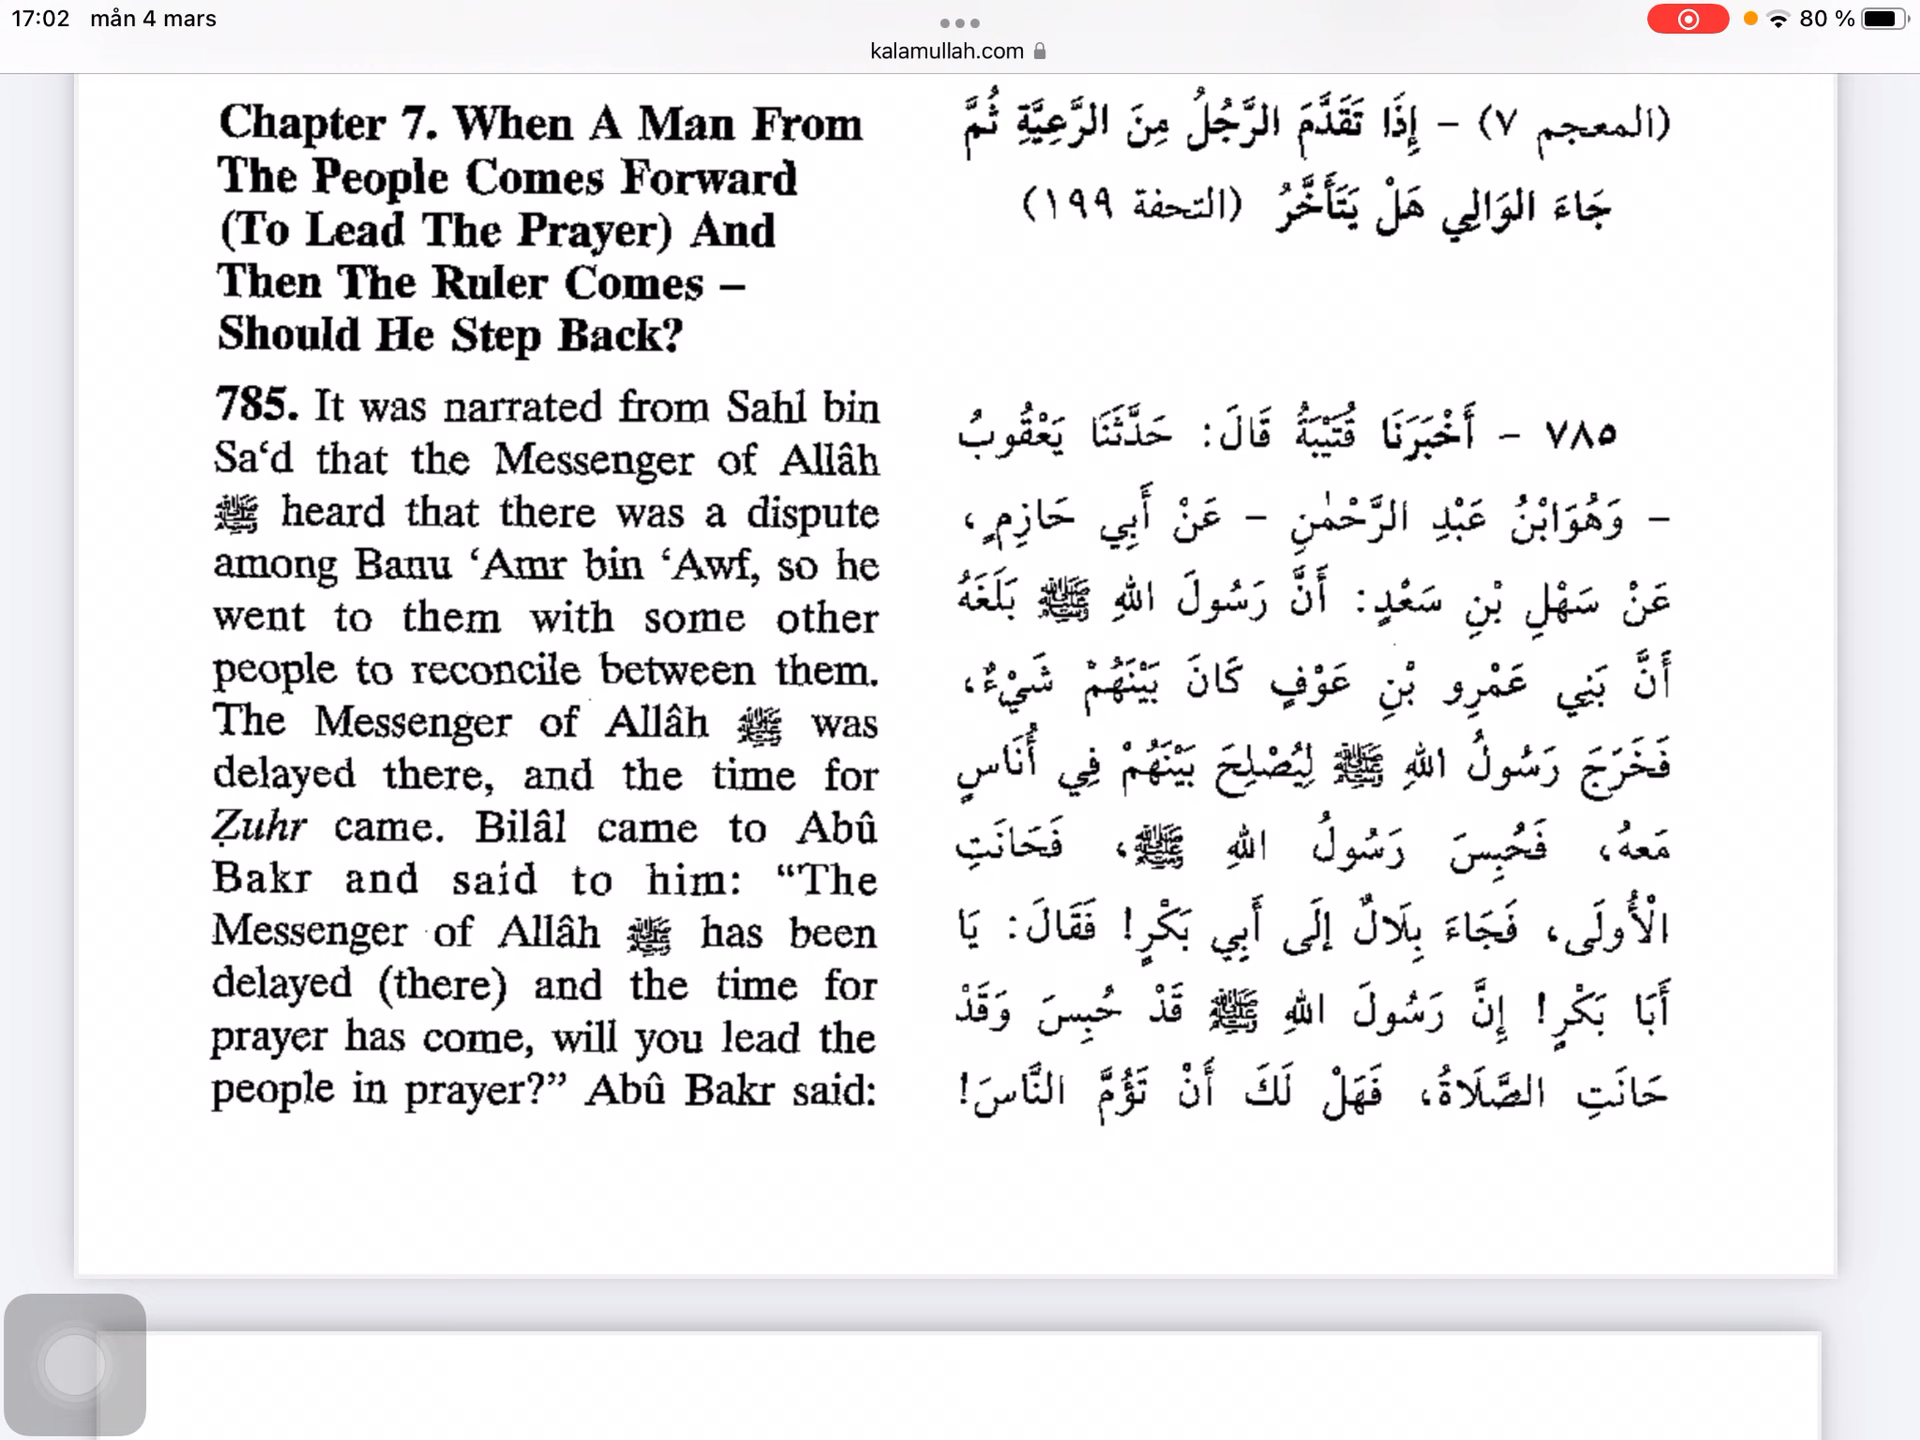 17:02 mån 4 mars
80 %
kalamullah.com
Chapter 7. When A Man From
The People Comes Forward
(To Lead The Prayer) And
Then The Ruler Comes –
Should He Step Back?
785. It was narrated from Sahl bin
Sa‘d that the Messenger of Allâh
ﷺ heard that there was a dispute
among Banu ‘Amr bin ‘Awf, so he
went to them with some other
people to reconcile between them.
The Messenger of Allâh ﷺ was
delayed there, and the time for
Ẓuhr came. Bilâl came to Abû
Bakr and said to him: “The
Messenger of Allâh ﷺ has been
delayed (there) and the time for
prayer has come, will you lead the
people in prayer?” Abû Bakr said:
(المعجم ٧) – إِذَا تَقَدَّمَ الرَّجُلُ مِنَ الرَّعِيَّةِ ثُمَّ
جَاءَ الوَالِي هَلْ يَتَأَخَّرُ (التحفة ١٩٩)
٧٨٥ – أَخْبَرَنَا قُتَيْبَةُ قَالَ: حَدَّثَنَا يَعْقُوبُ
– وَهُوَابْنُ عَبْدِ الرَّحْمٰنِ – عَنْ أَبِي حَازِمٍ،
عَنْ سَهْلِ بْنِ سَعْدٍ: أَنَّ رَسُولَ اللهِ ﷺ بَلَغَهُ
أَنَّ بَنِي عَمْرِو بْنِ عَوْفٍ كَانَ بَيْنَهُمْ شَيْءٌ،
فَخَرَجَ رَسُولُ اللهِ ﷺ لِيُصْلِحَ بَيْنَهُمْ فِي أُنَاسٍ
مَعهُ، فَحُبِسَ رَسُولُ اللهِ ﷺ، فَحَانَتِ
الْأُولَى، فَجَاءَ بِلَالٌ إِلَى أَبِي بَكْرٍ! فَقَالَ: يَا
أَبَا بَكْرٍ! إِنَّ رَسُولَ اللهِ ﷺ قَدْ حُبِسَ وَقَدْ
حَانَتِ الصَّلَاةُ، فَهَلْ لَكَ أَنْ تَؤُمَّ النَّاسَ!